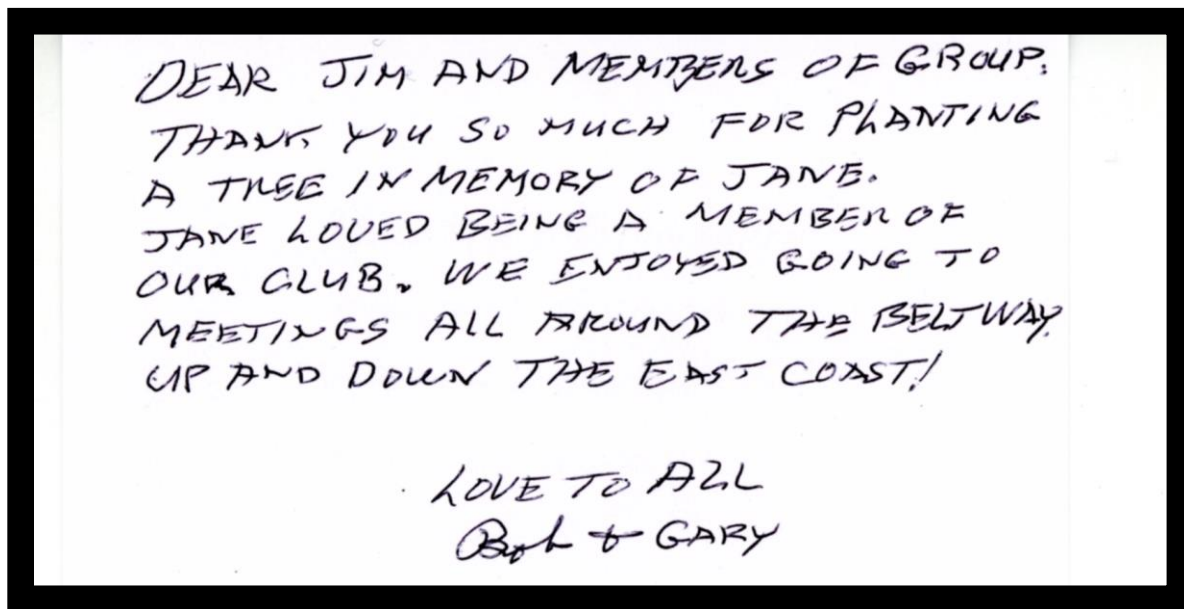 DEAR JIM AND MEMBERS OF GROUP:
THANK YOU SO MUCH FOR PLANTING
A TREE IN MEMORY OF JANE.
JANE LOVED BEING A MEMBER OF
OUR CLUB. WE ENJOYED GOING TO
MEETINGS ALL AROUND THE BELTWAY,
UP AND DOWN THE EAST COAST!
LOVE TO ALL
+ GARY